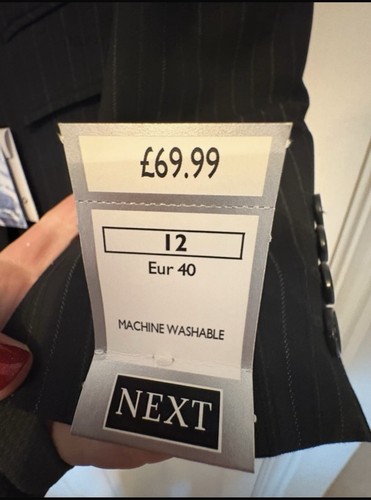 £69.99
12
Eur 40
MACHINE WASHABLE
NEXT